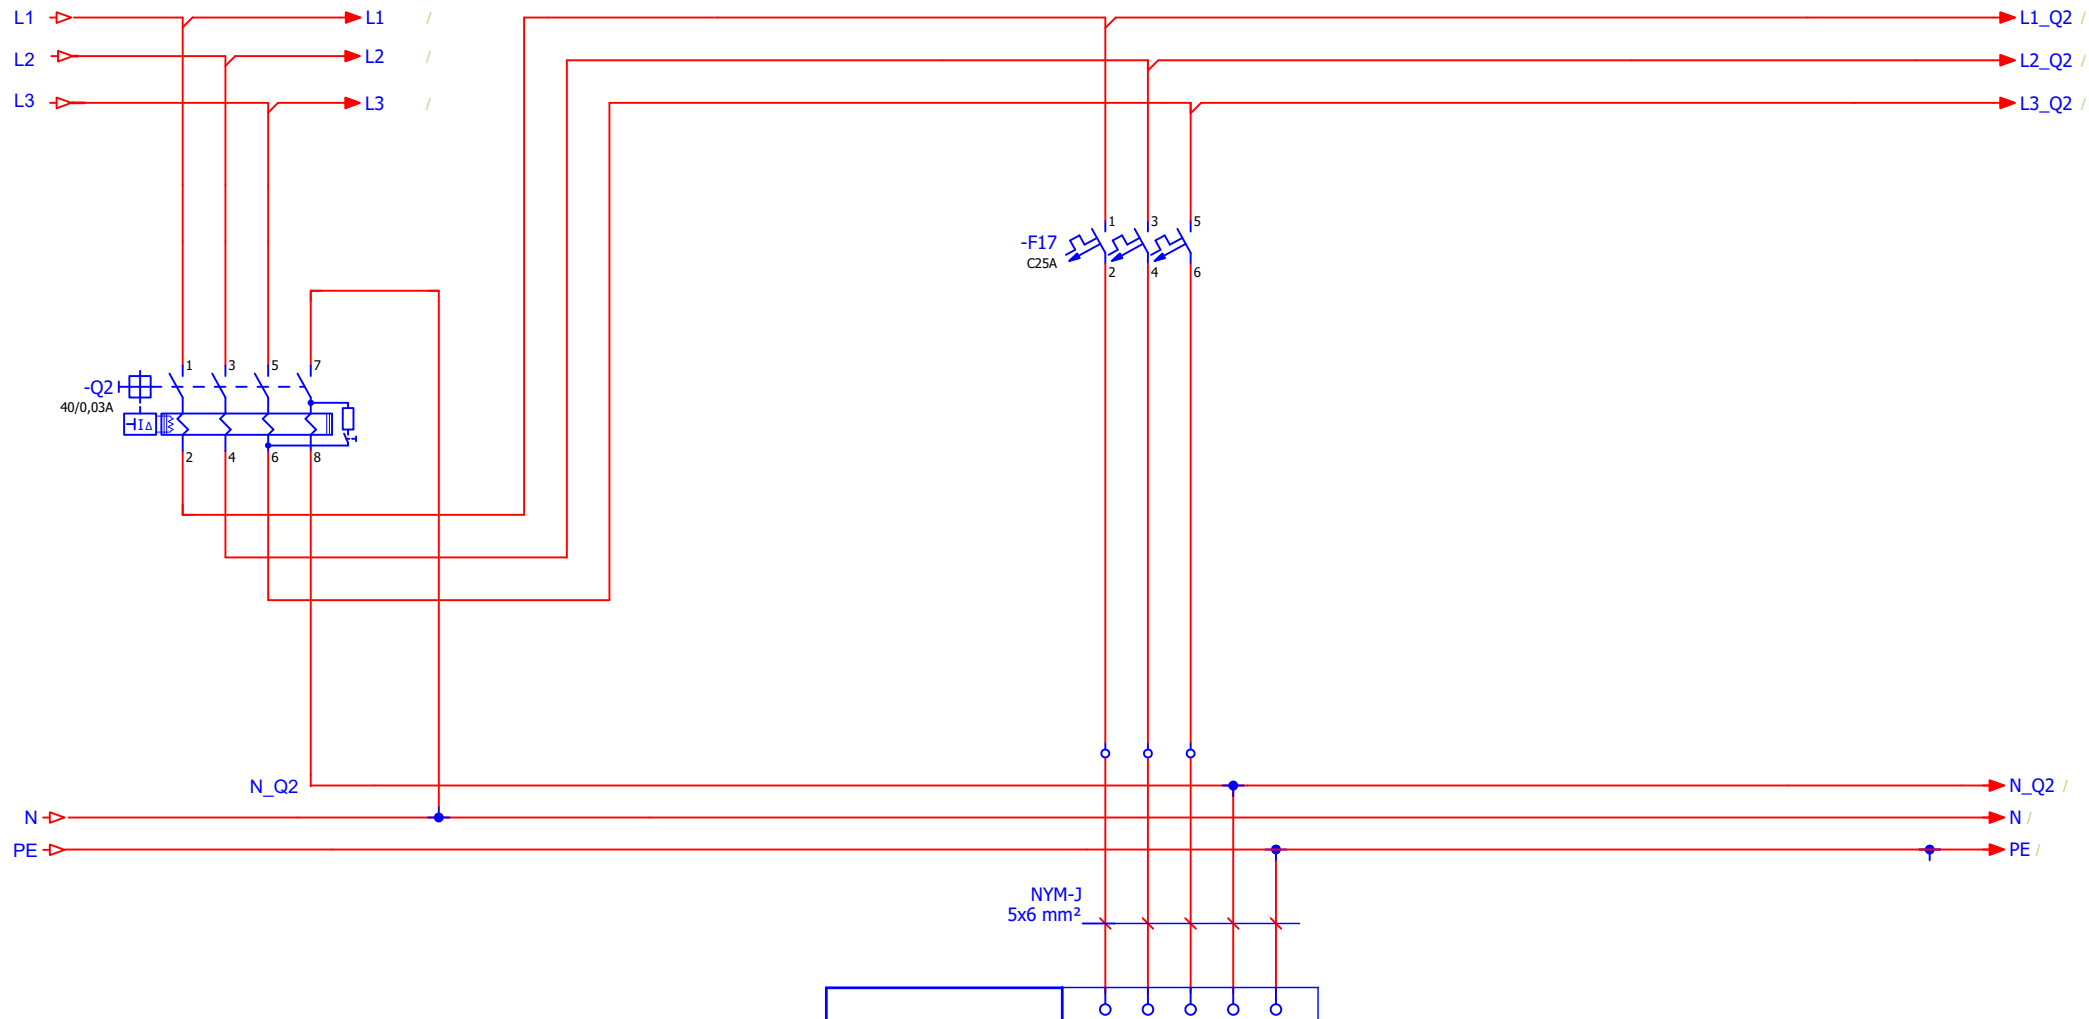 L1 L1 / L1_Q2 /
L2 L2 / L2_Q2 /
L3 L3 / L3_Q2 /
1 3 5
-F17
C25A
2 4 6
1 3 5 7
-Q2
40/0,03A
IΔ
2 4 6 8
N_Q2 N_Q2 /
N N /
PE PE /
NYM-J
5x6 mm²